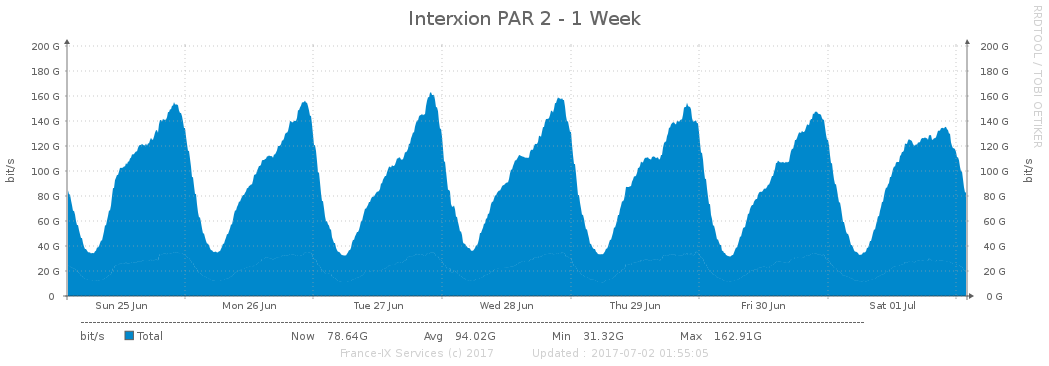 Interxion PAR 2 - 1 Week
RRDTOOL / TOBI OETIKER
200 G 200 G
180 G 180 G
160 G 160 G
140 G 140 G
120 G 120 G
100 G 100 G
80 G 80 G
60 G 60 G
40 G 40 G
20 G 20 G
0 0 G
bit/s bit/s
Sun 25 Jun Mon 26 Jun Tue 27 Jun Wed 28 Jun Thu 29 Jun Fri 30 Jun Sat 01 Jul
bit/s Total Now 78.64G Avg 94.02G Min 31.32G Max 162.91G
France-IX Services (c) 2017 Updated : 2017-07-02 01:55:05